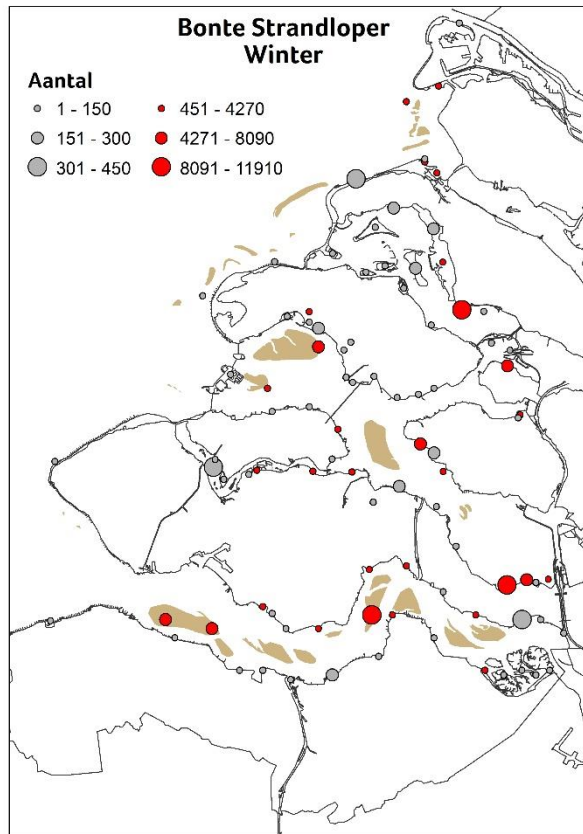 Bonte Strandloper
Winter
Aantal
1 - 150
451 - 4270
151 - 300
4271 - 8090
301 - 450
8091 - 11910